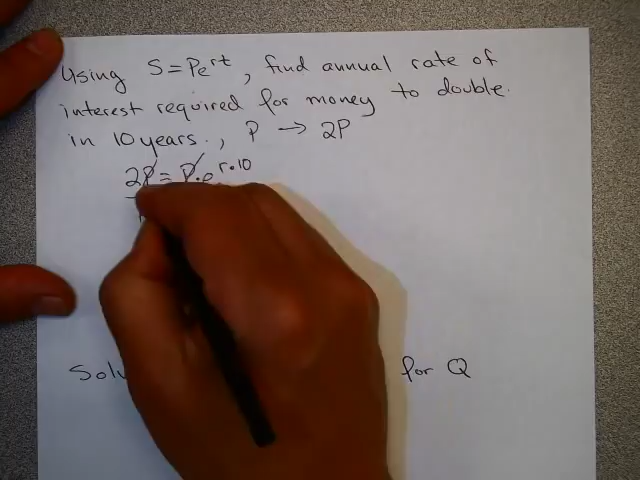 Using S=Pe^rt, find annual rate of
interest required for money to double.
in 10 years., P → 2P
2P = P·e^r·10
for Q